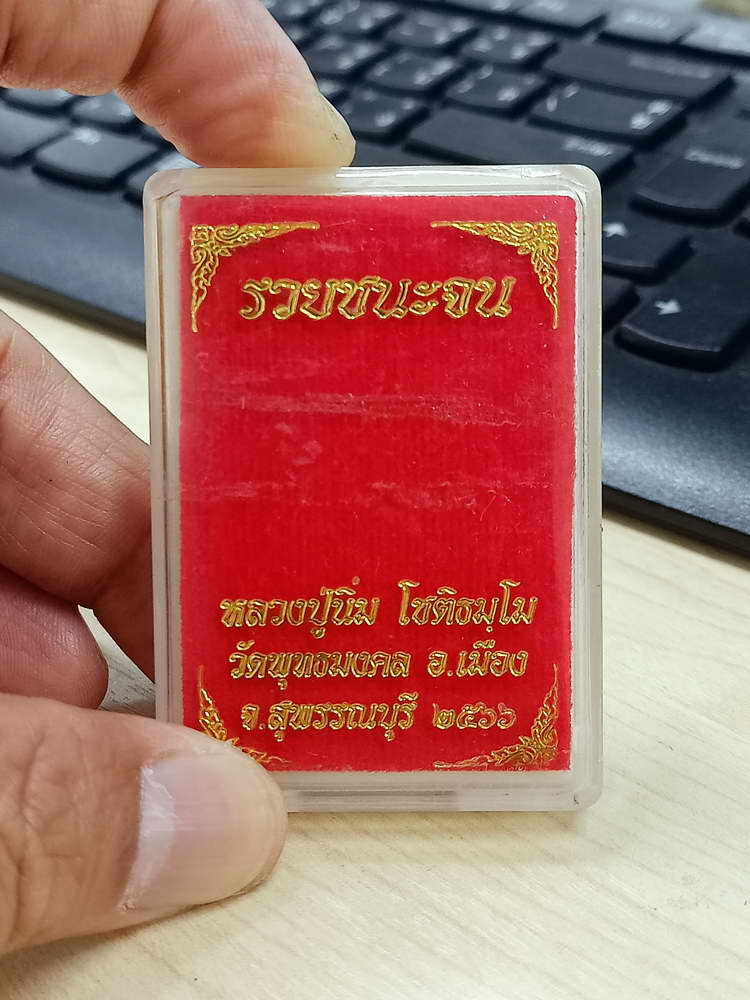 รวยชนะจน
หลวงปู่นิ่ม โชติธมฺโม
วัดพุทธมงคล อ.เมือง
จ.สุพรรณบุรี ๒๕๖๖